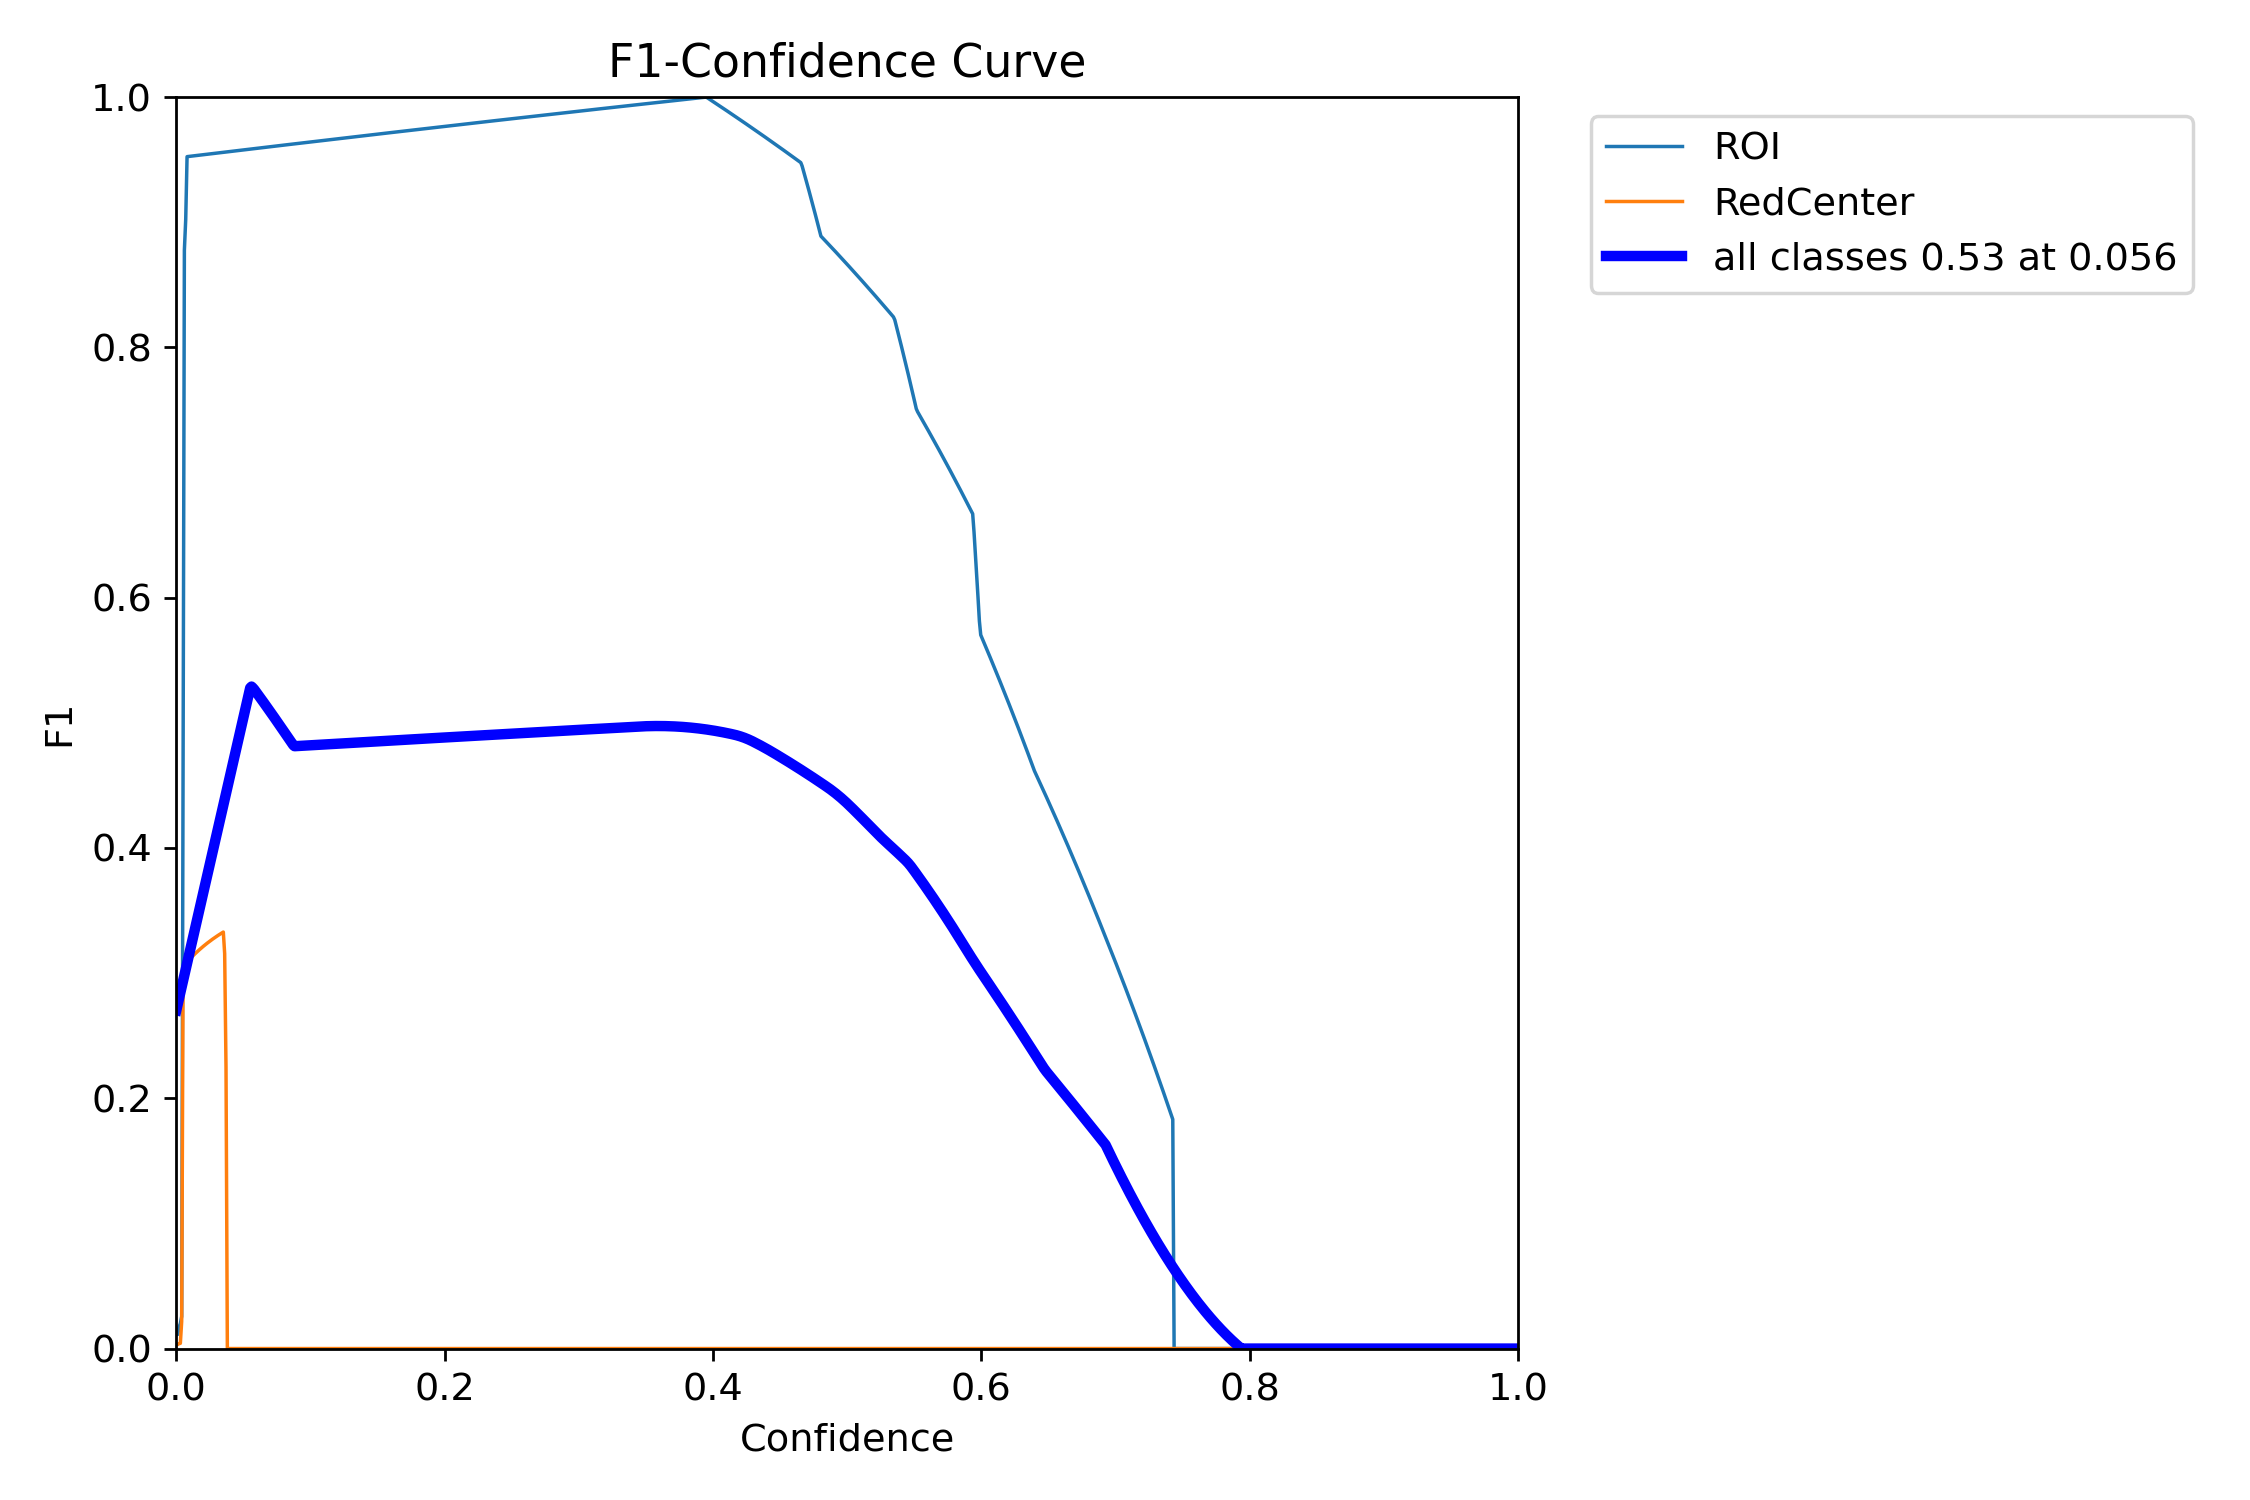 F1-Confidence Curve
1.0
0.8
0.6
0.4
0.2
0.0
F1
0.0 0.2 0.4 0.6 0.8 1.0
Confidence
ROI
RedCenter
all classes 0.53 at 0.056